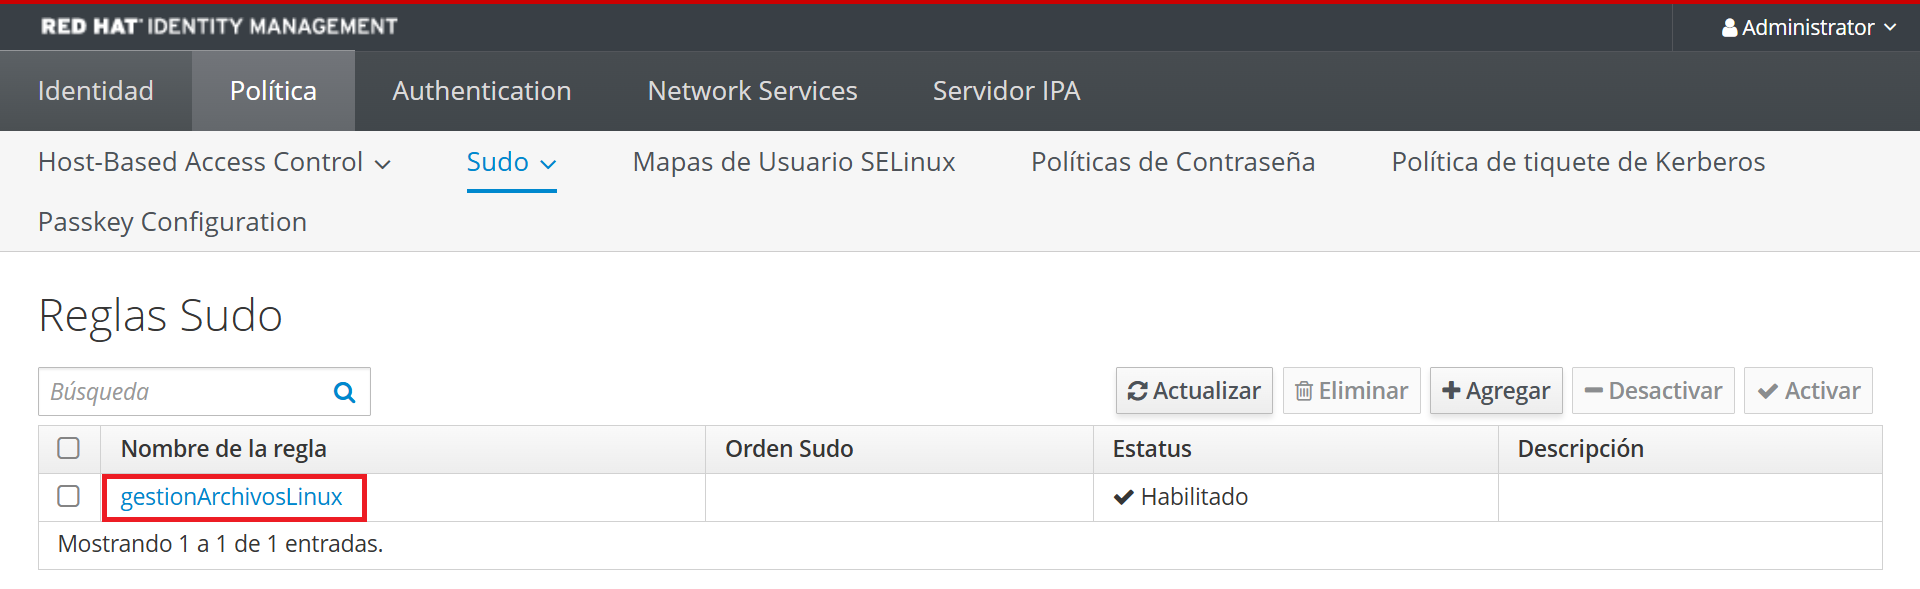 RED HAT IDENTITY MANAGEMENT
Administrator
Identidad Política Authentication Network Services Servidor IPA
Host-Based Access Control Sudo Mapas de Usuario SELinux Políticas de Contraseña Política de tiquete de Kerberos
Passkey Configuration
Reglas Sudo
Búsqueda
Actualizar Eliminar Agregar Desactivar Activar
Nombre de la regla Orden Sudo Estatus Descripción
gestionArchivosLinux Habilitado
Mostrando 1 a 1 de 1 entradas.